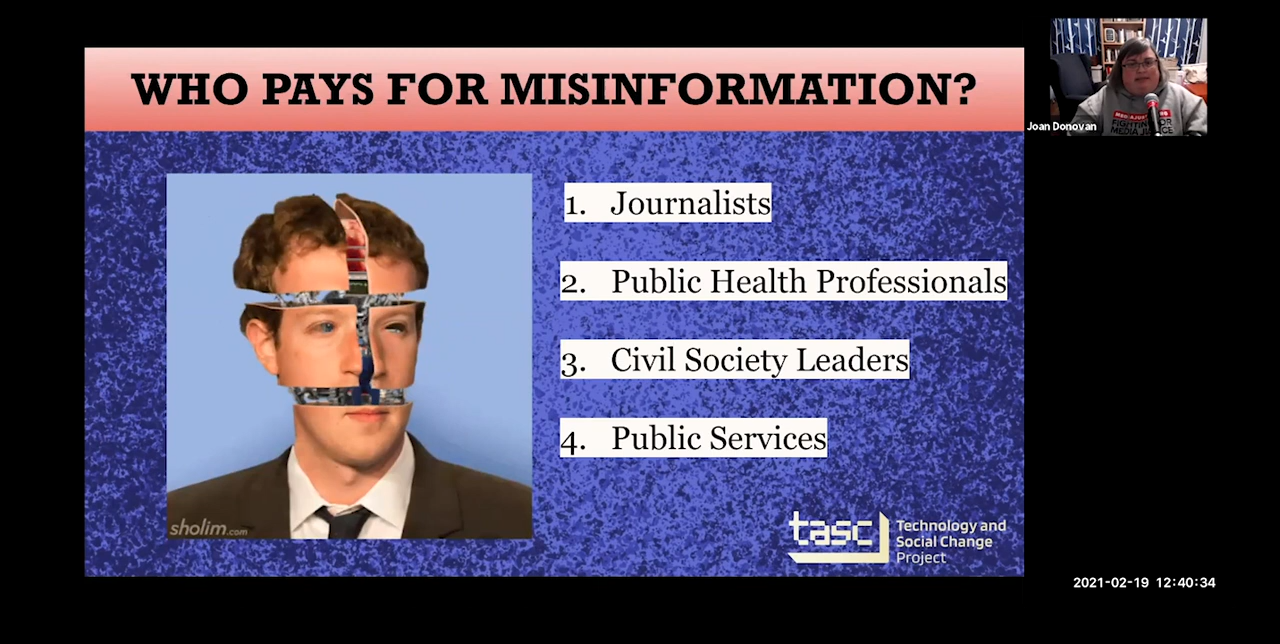 WHO PAYS FOR MISINFORMATION?
1. Journalists
2. Public Health Professionals
3. Civil Society Leaders
4. Public Services
sholim.com
tasc
Technology and
Social Change
Project
Joan Donovan
2021-02-19 12:40:34